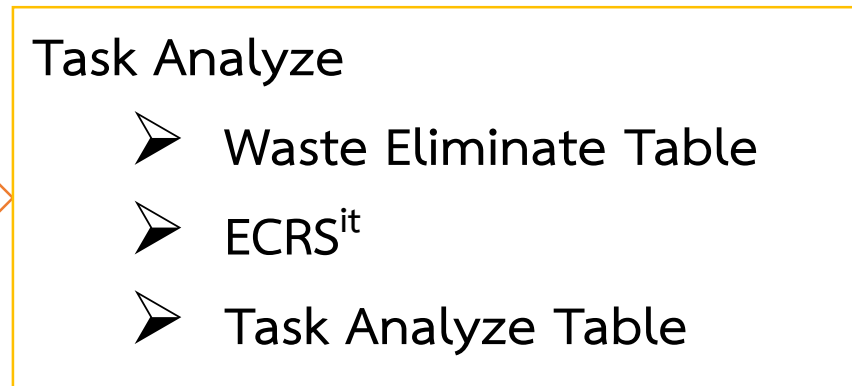 Task Analyze
➢ Waste Eliminate Table
➢ ECRSⁱᵗ
➢ Task Analyze Table